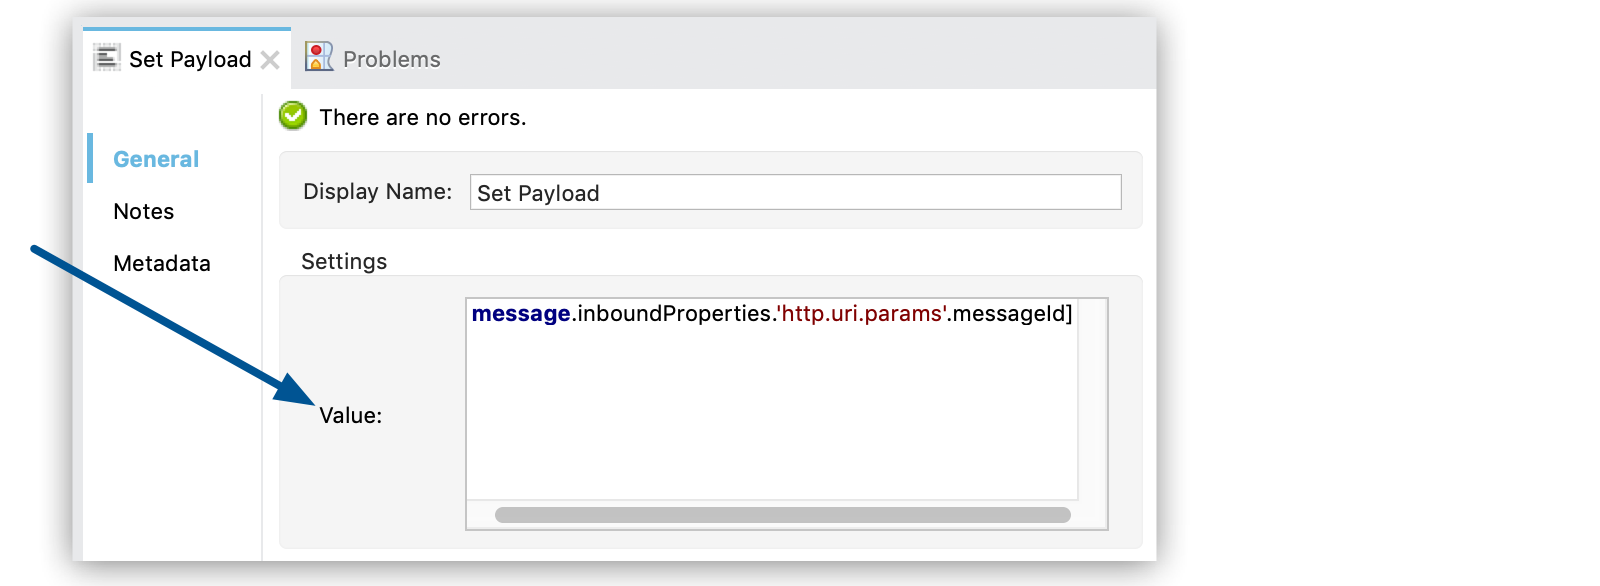 Set Payload
Problems
There are no errors.
General
Notes
Metadata
Display Name: Set Payload
Settings
message.inboundProperties.'http.uri.params'.messageId]
Value: